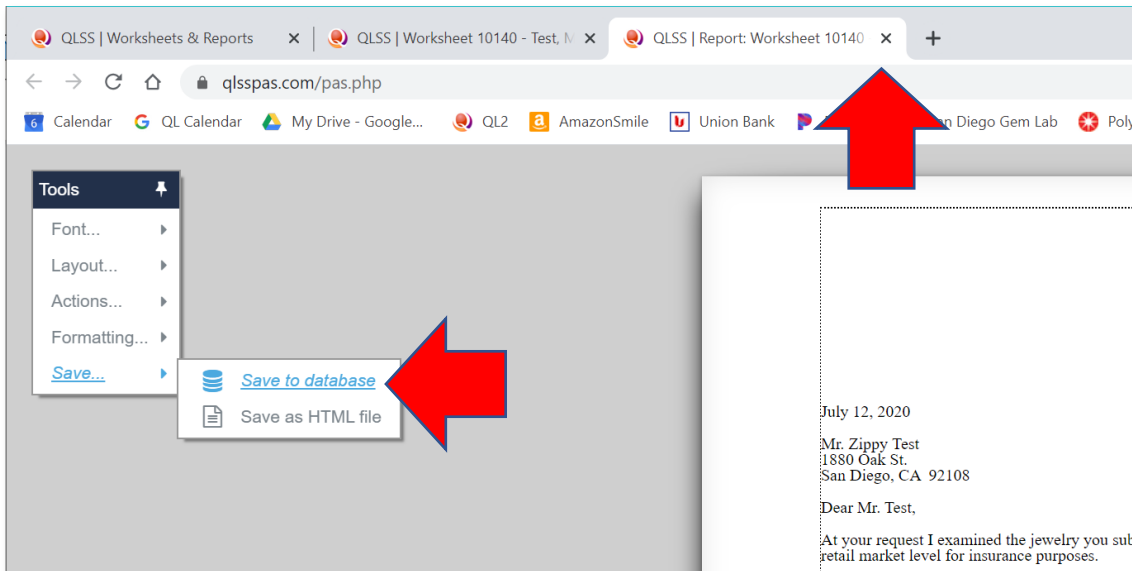 QLSS | Worksheets & Reports
QLSS | Worksheet 10140 - Test, M
QLSS | Report: Worksheet 10140
qlsspas.com/pas.php
6 Calendar
G QL Calendar
My Drive - Google...
QL2
a AmazonSmile
U Union Bank
Diego Gem Lab
Tools
Font...
Layout...
Actions...
Formatting...
Save...
Save to database
Save as HTML file
July 12, 2020
Mr. Zippy Test
1880 Oak St.
San Diego, CA 92108
Dear Mr. Test,
At your request I examined the jewelry you
retail market level for insurance purposes.